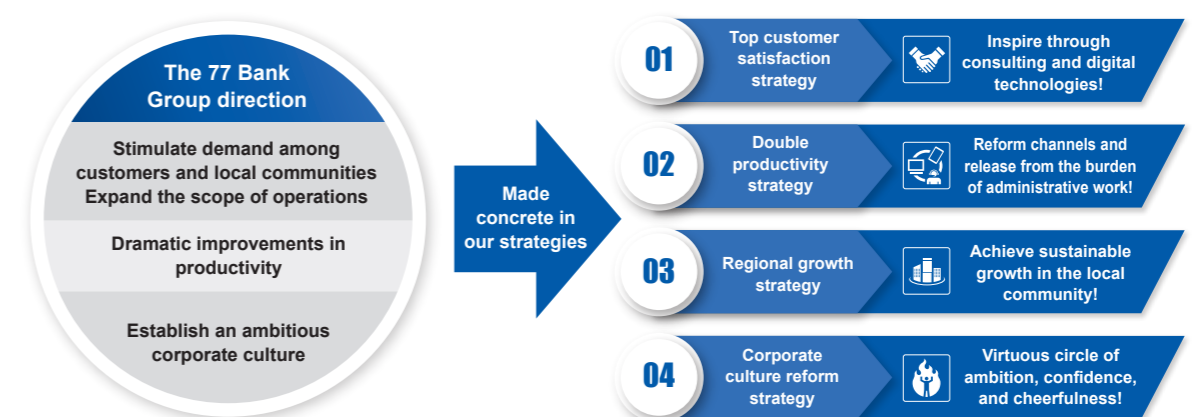 The 77 Bank
Group direction
Stimulate demand among
customers and local communities
Expand the scope of operations
Dramatic improvements in
productivity
Establish an ambitious
corporate culture
Made
concrete in
our strategies
01
Top customer
satisfaction
strategy
Inspire through
consulting and digital
technologies!
02
Double
productivity
strategy
Reform channels and
release from the burden
of administrative work!
03
Regional growth
strategy
Achieve sustainable
growth in the local
community!
04
Corporate
culture reform
strategy
Virtuous circle of
ambition, confidence,
and cheerfulness!